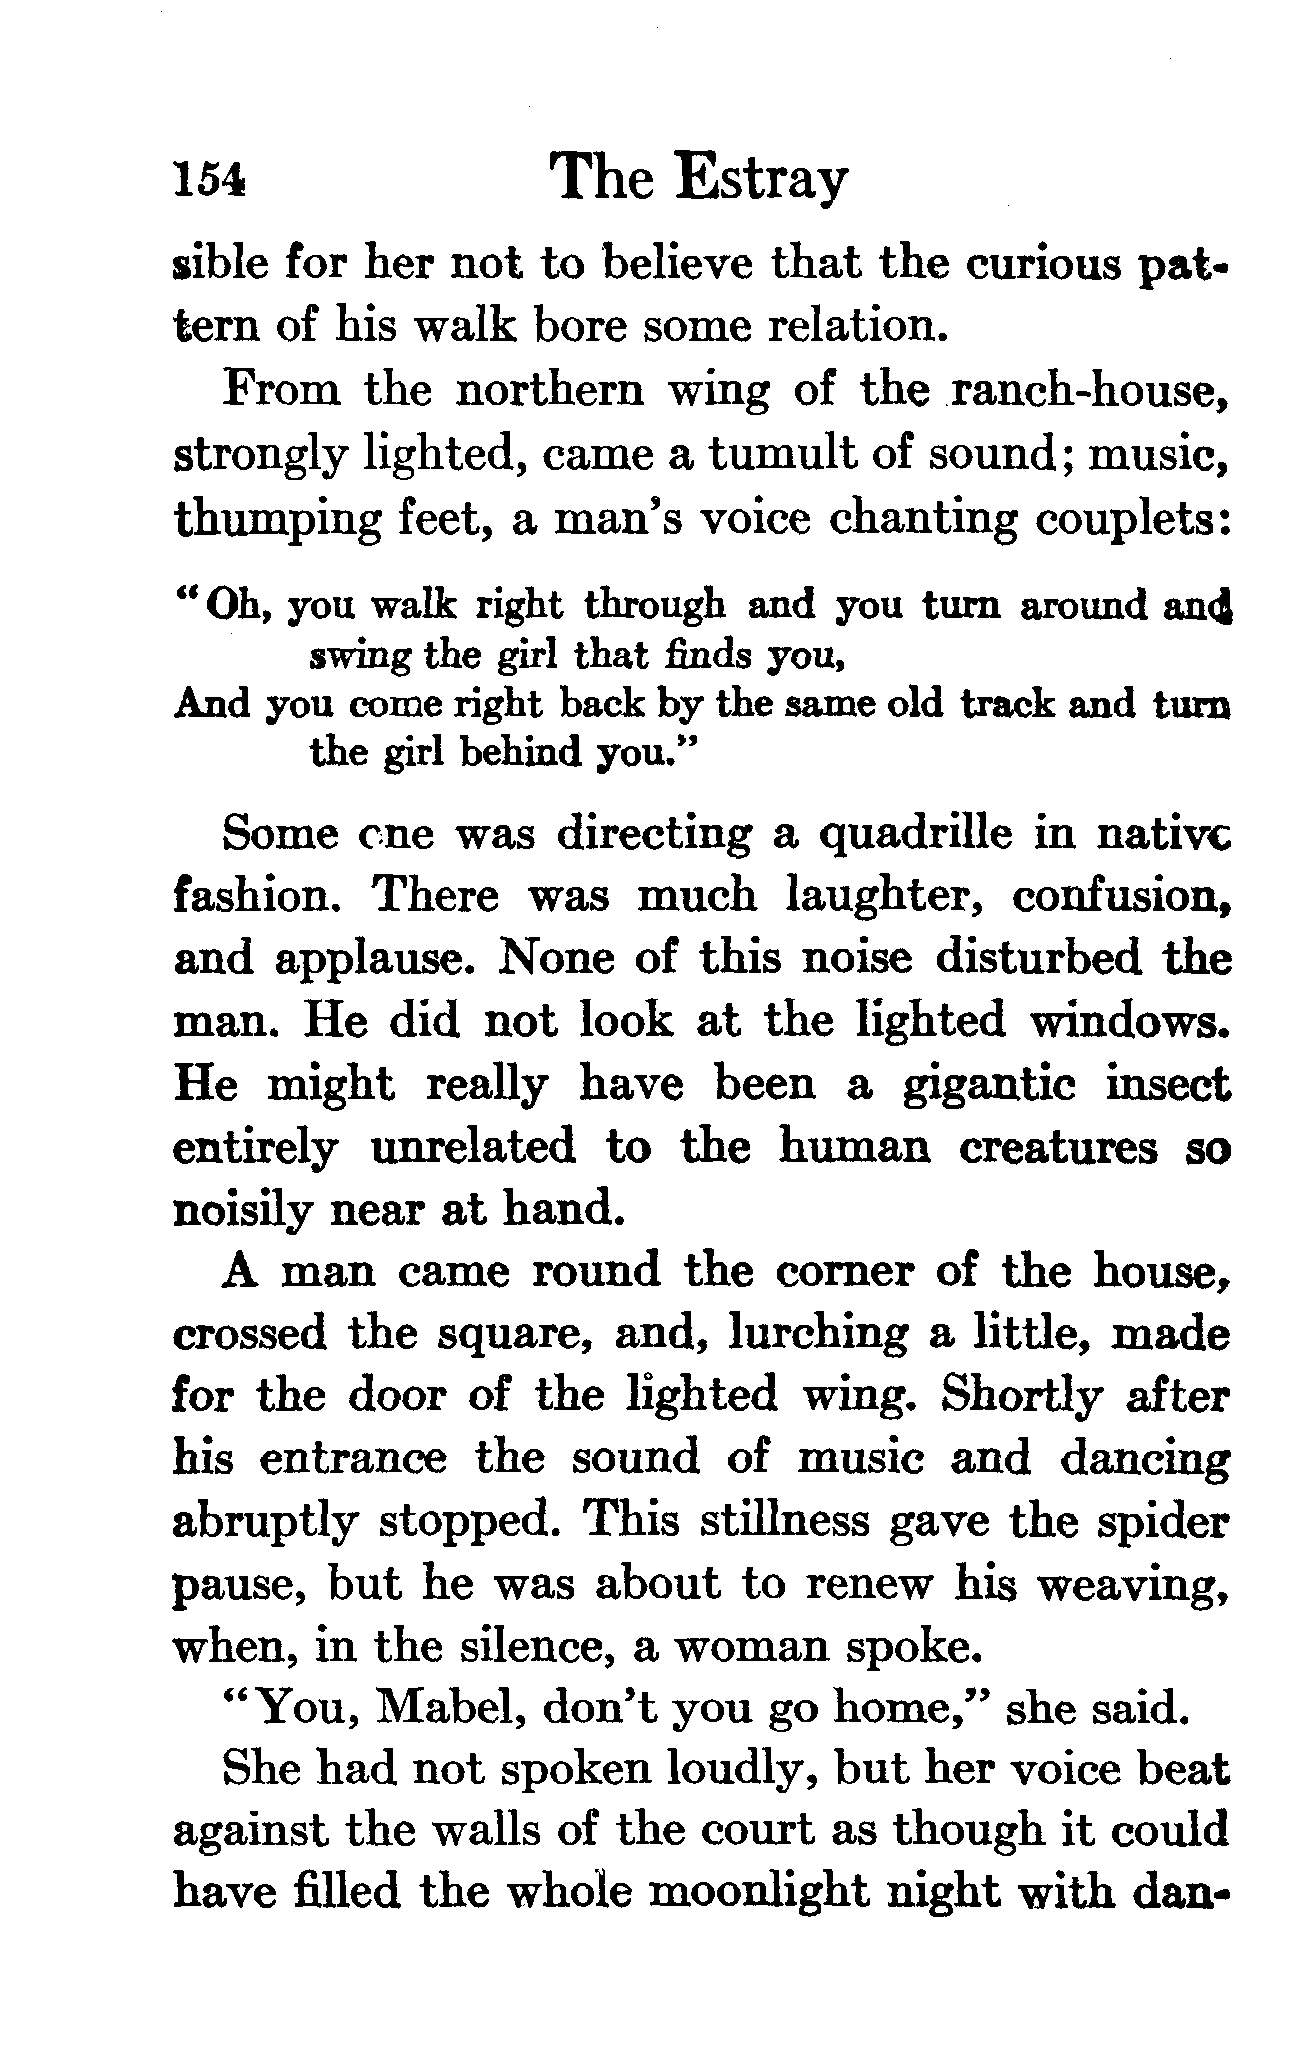 154 The Estray
sible for her not to believe that the curious pat-
tern of his walk bore some relation.
From the northern wing of the ranch-house,
strongly lighted, came a tumult of sound; music,
thumping feet, a man's voice chanting couplets:
"Oh, you walk right through and you turn around and
swing the girl that finds you,
And you come right back by the same old track and turn
the girl behind you."
Some one was directing a quadrille in native
fashion. There was much laughter, confusion,
and applause. None of this noise disturbed the
man. He did not look at the lighted windows.
He might really have been a gigantic insect
entirely unrelated to the human creatures so
noisily near at hand.
A man came round the corner of the house,
crossed the square, and, lurching a little, made
for the door of the lighted wing. Shortly after
his entrance the sound of music and dancing
abruptly stopped. This stillness gave the spider
pause, but he was about to renew his weaving,
when, in the silence, a woman spoke.
"You, Mabel, don't you go home," she said.
She had not spoken loudly, but her voice beat
against the walls of the court as though it could
have filled the whole moonlight night with dan-